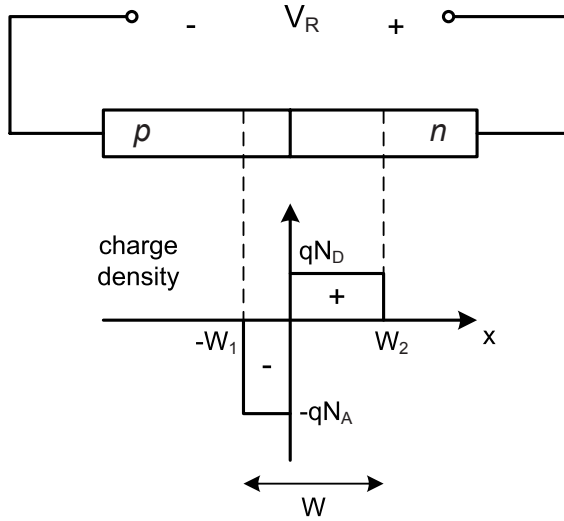 - V_R +
p n
charge
density
qN_D
+
-W_1 W_2 x
-
-qN_A
W